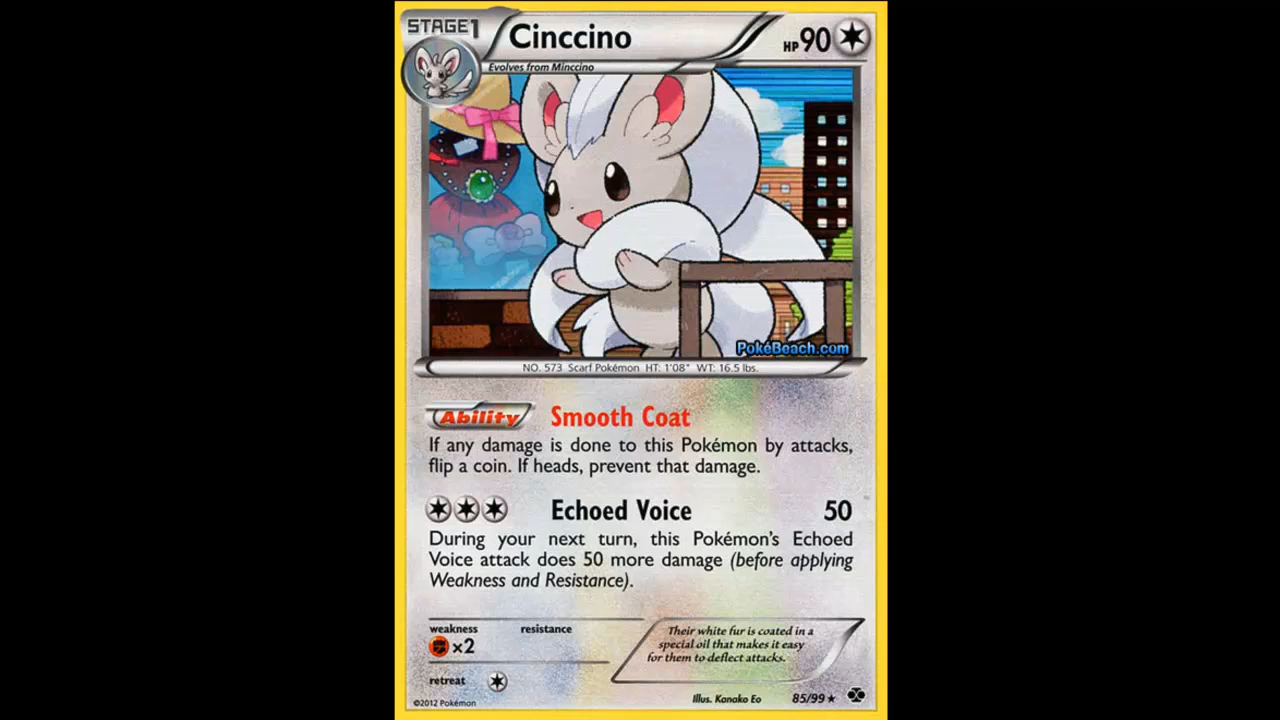 STAGE1
Cinccino
HP 90
Evolves from Minccino
PokéBeach.com
NO. 573 Scarf Pokémon HT: 1'08" WT: 16.5 lbs.
Ability Smooth Coat
If any damage is done to this Pokémon by attacks,
flip a coin. If heads, prevent that damage.
Echoed Voice 50
During your next turn, this Pokémon's Echoed
Voice attack does 50 more damage (before applying
Weakness and Resistance).
weakness resistance
×2
Their white fur is coated in a
special oil that makes it easy
for them to deflect attacks.
retreat
Illus. Kanako Eo 85/99 ★
©2012 Pokémon